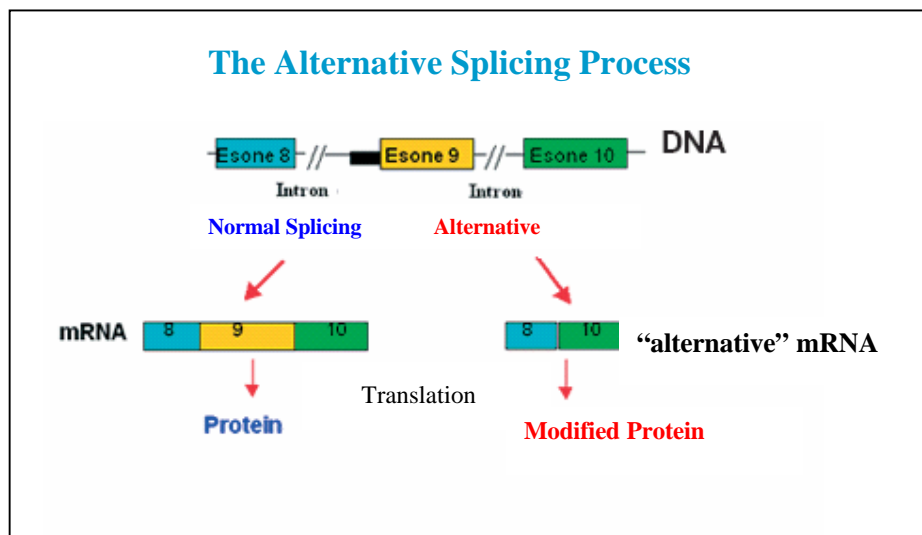 The Alternative Splicing Process
Esone 8 Esone 9 Esone 10 DNA
Intron Intron
Normal Splicing Alternative
mRNA 8 9 10 8 10 “alternative” mRNA
Translation
Protein Modified Protein